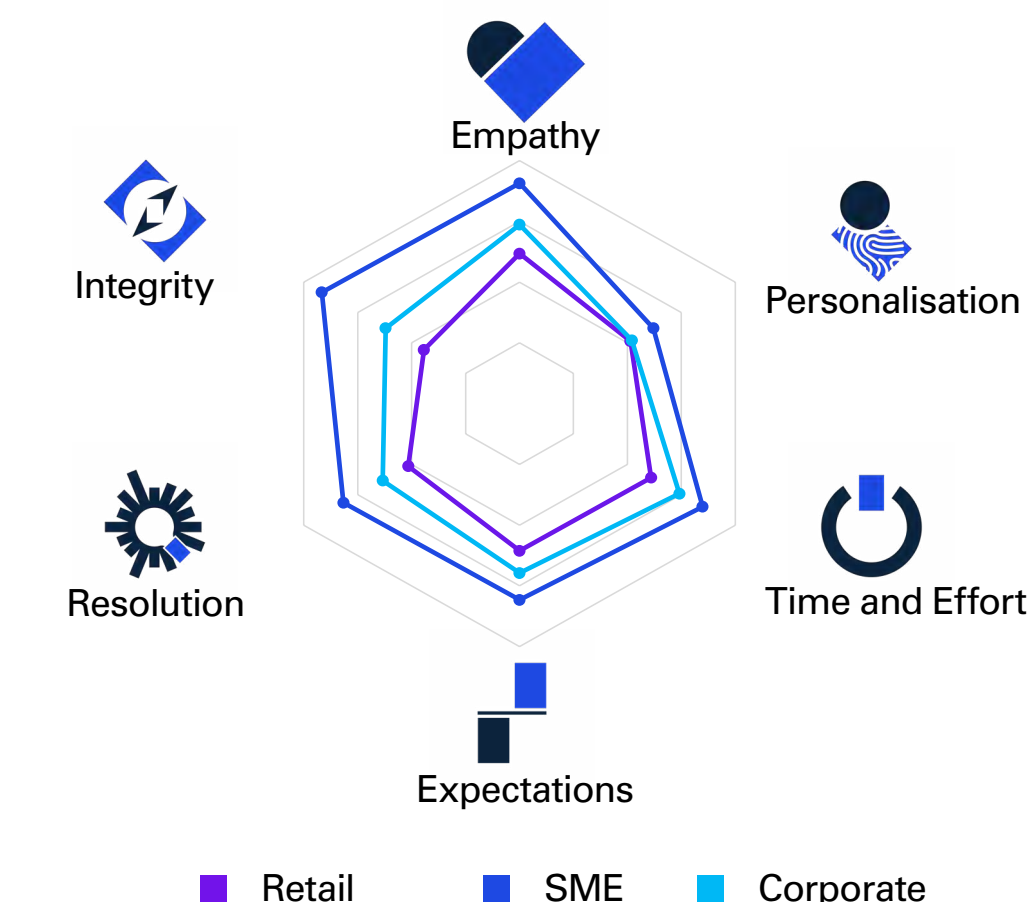 Empathy
Integrity
Personalisation
Resolution
Time and Effort
Expectations
Retail
SME
Corporate